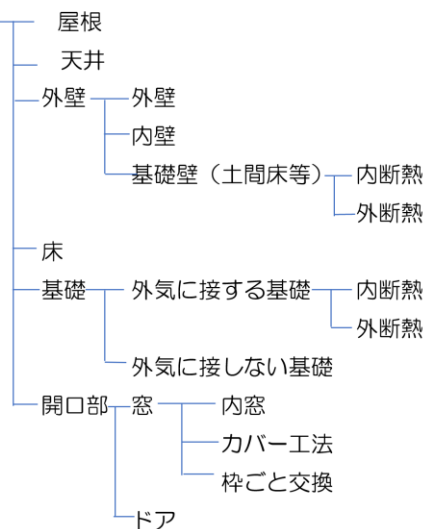 屋根
天井
外壁 外壁
内壁
基礎壁（土間床等） 内断熱
外断熱
床
基礎 外気に接する基礎 内断熱
外断熱
外気に接しない基礎
開口部 窓 内窓
カバー工法
枠ごと交換
ドア